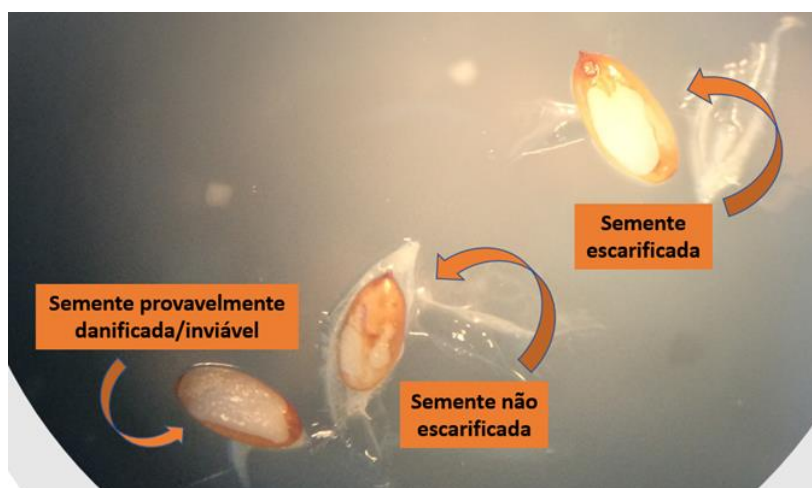 Semente
escarificada
Semente provavelmente
danificada/inviável
Semente não
escarificada